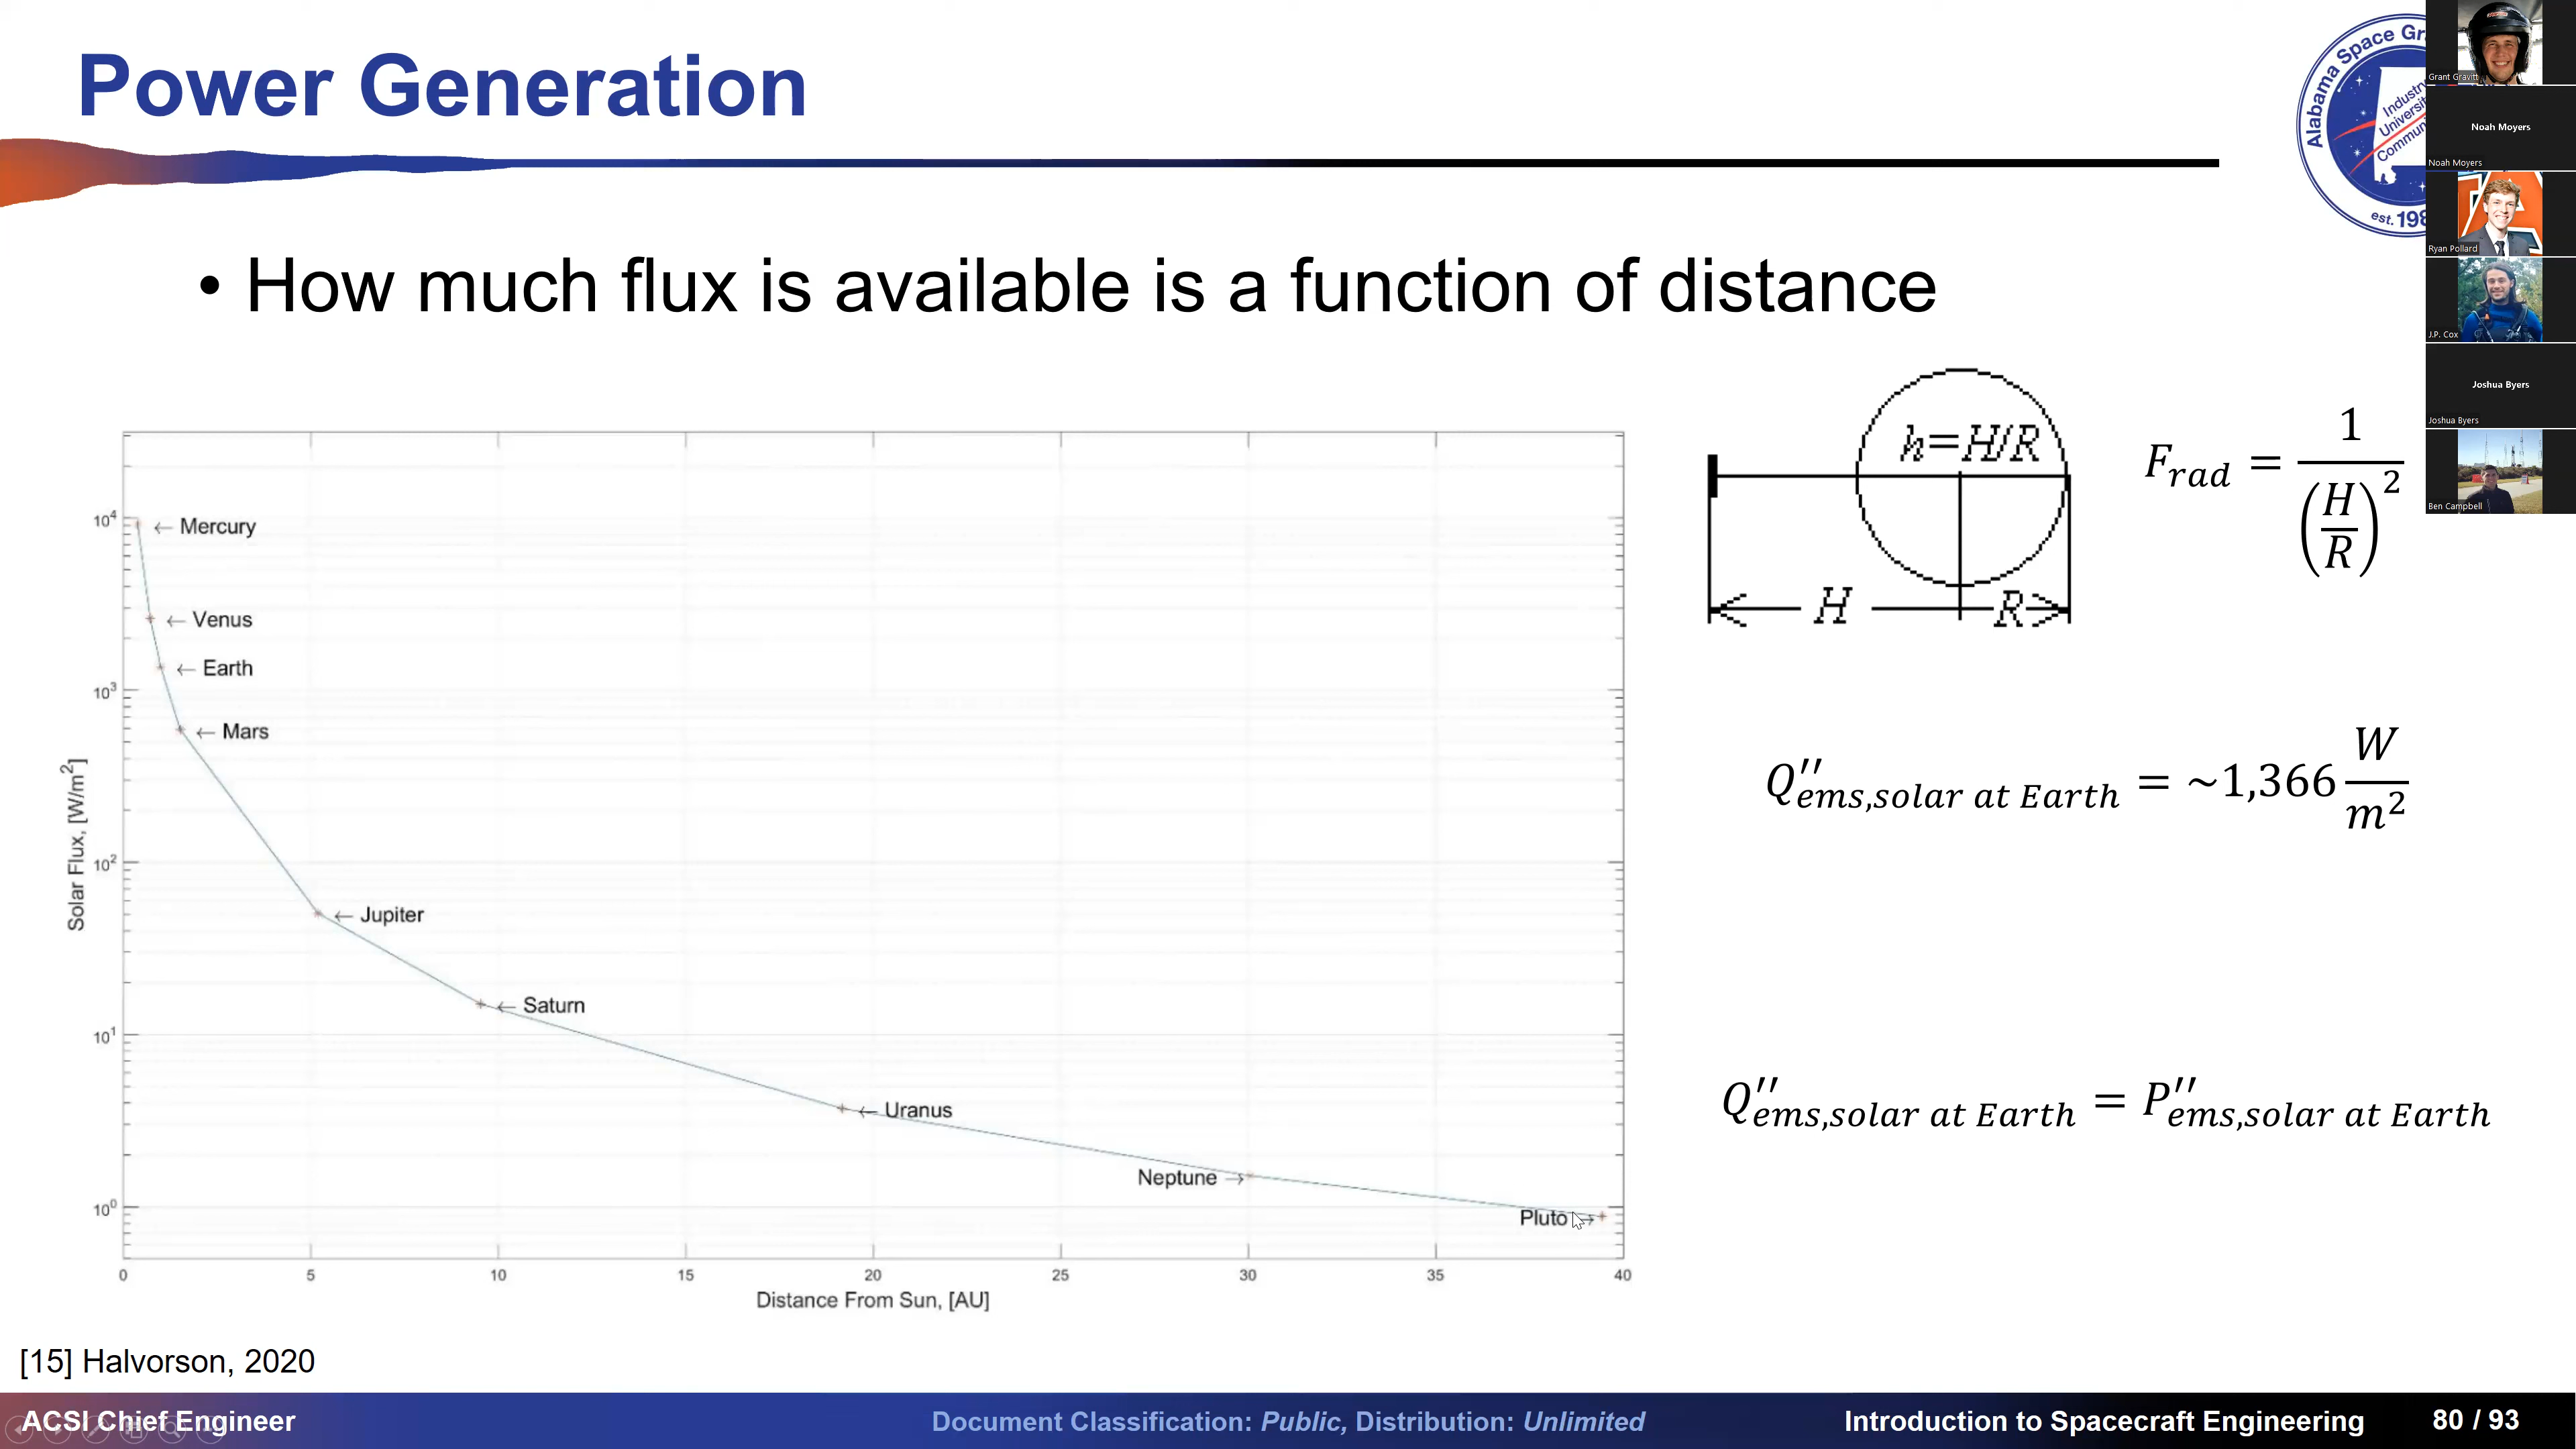 Power Generation
Alabama Space Gr
Industry
University
Commun
est. 198
Grant Gravitt
Noah Moyers
Noah Moyers
Ryan Pollard
J.P. Cox
Joshua Byers
Joshua Byers
Ben Campbell
• How much flux is available is a function of distance
10⁴
10³
10²
10¹
10⁰
Solar Flux, [W/m²]
← Mercury
← Venus
← Earth
← Mars
← Jupiter
← Saturn
← Uranus
Neptune →
Pluto →
0 5 10 15 20 25 30 35 40
Distance From Sun, [AU]
h=H/R
H R
F_rad = 1 / (H/R)²
Q''_ems,solar at Earth = ~1,366 W/m²
Q''_ems,solar at Earth = P''_ems,solar at Earth
[15] Halvorson, 2020
ACSI Chief Engineer
Document Classification: Public, Distribution: Unlimited
Introduction to Spacecraft Engineering
80 / 93